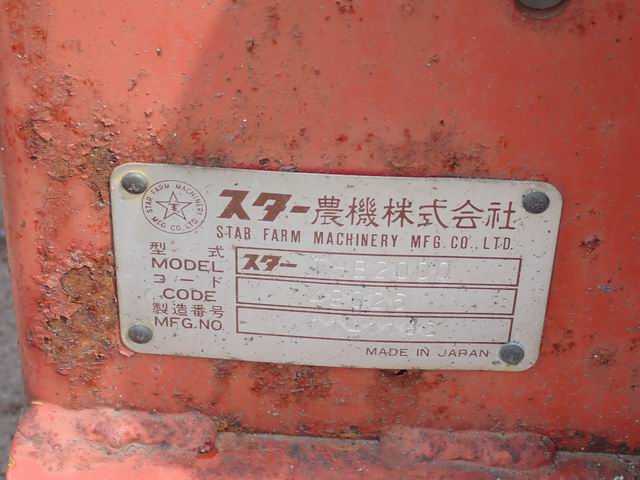 STAR FARM MACHINERY MFG. CO., LTD.
スター農機株式会社
STAR FARM MACHINERY MFG. CO., LTD.
型式
MODEL
スター
B2000
コード
CODE
製造番号
MFG.NO.
MADE IN JAPAN